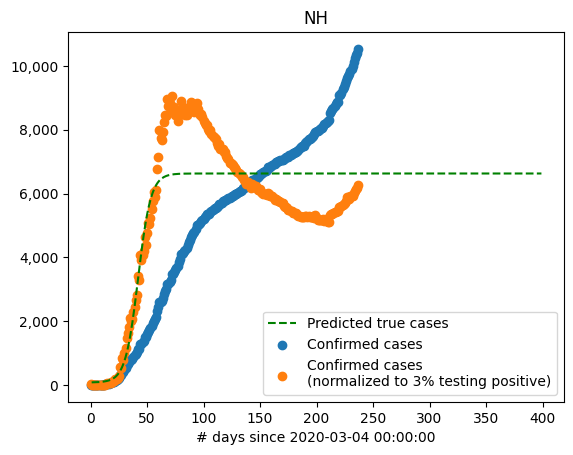 NH
10,000
8,000
6,000
4,000
2,000
0
Predicted true cases
Confirmed cases
Confirmed cases
(normalized to 3% testing positive)
0 50 100 150 200 250 300 350 400
# days since 2020-03-04 00:00:00